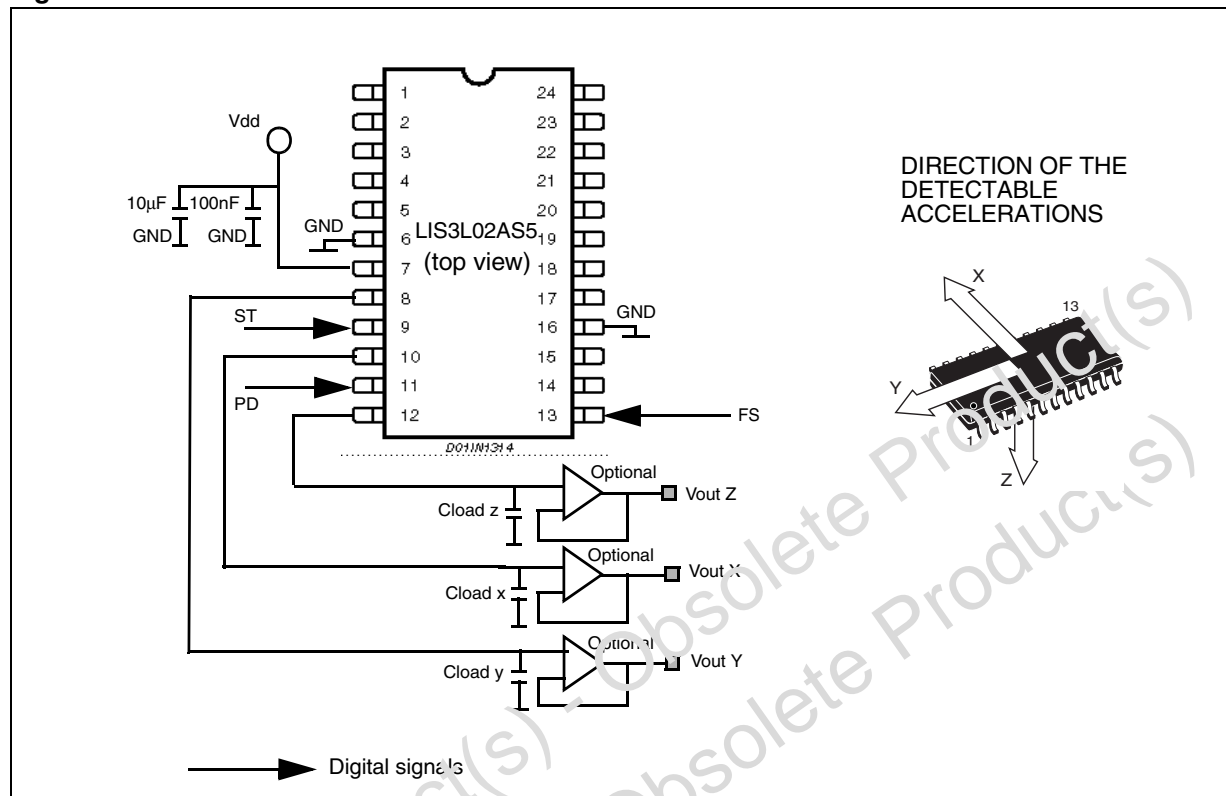 Vdd
10µF 100nF
GND GND
GND
1 24
2 23
3 22
4 21
5 20
6 LIS3L02AS5 19
7 (top view) 18
8 17
9 16
10 15
11 14
12 13
ST
PD
GND
FS
D01IN1314
DIRECTION OF THE
DETECTABLE
ACCELERATIONS
X
13
Y
1
Z
Optional
Cload z
Vout Z
Optional
Cload x
Vout X
Optional
Cload y
Vout Y
Digital signals
Obsolete Product(s)
ct(s) - Obsolete Product(s)